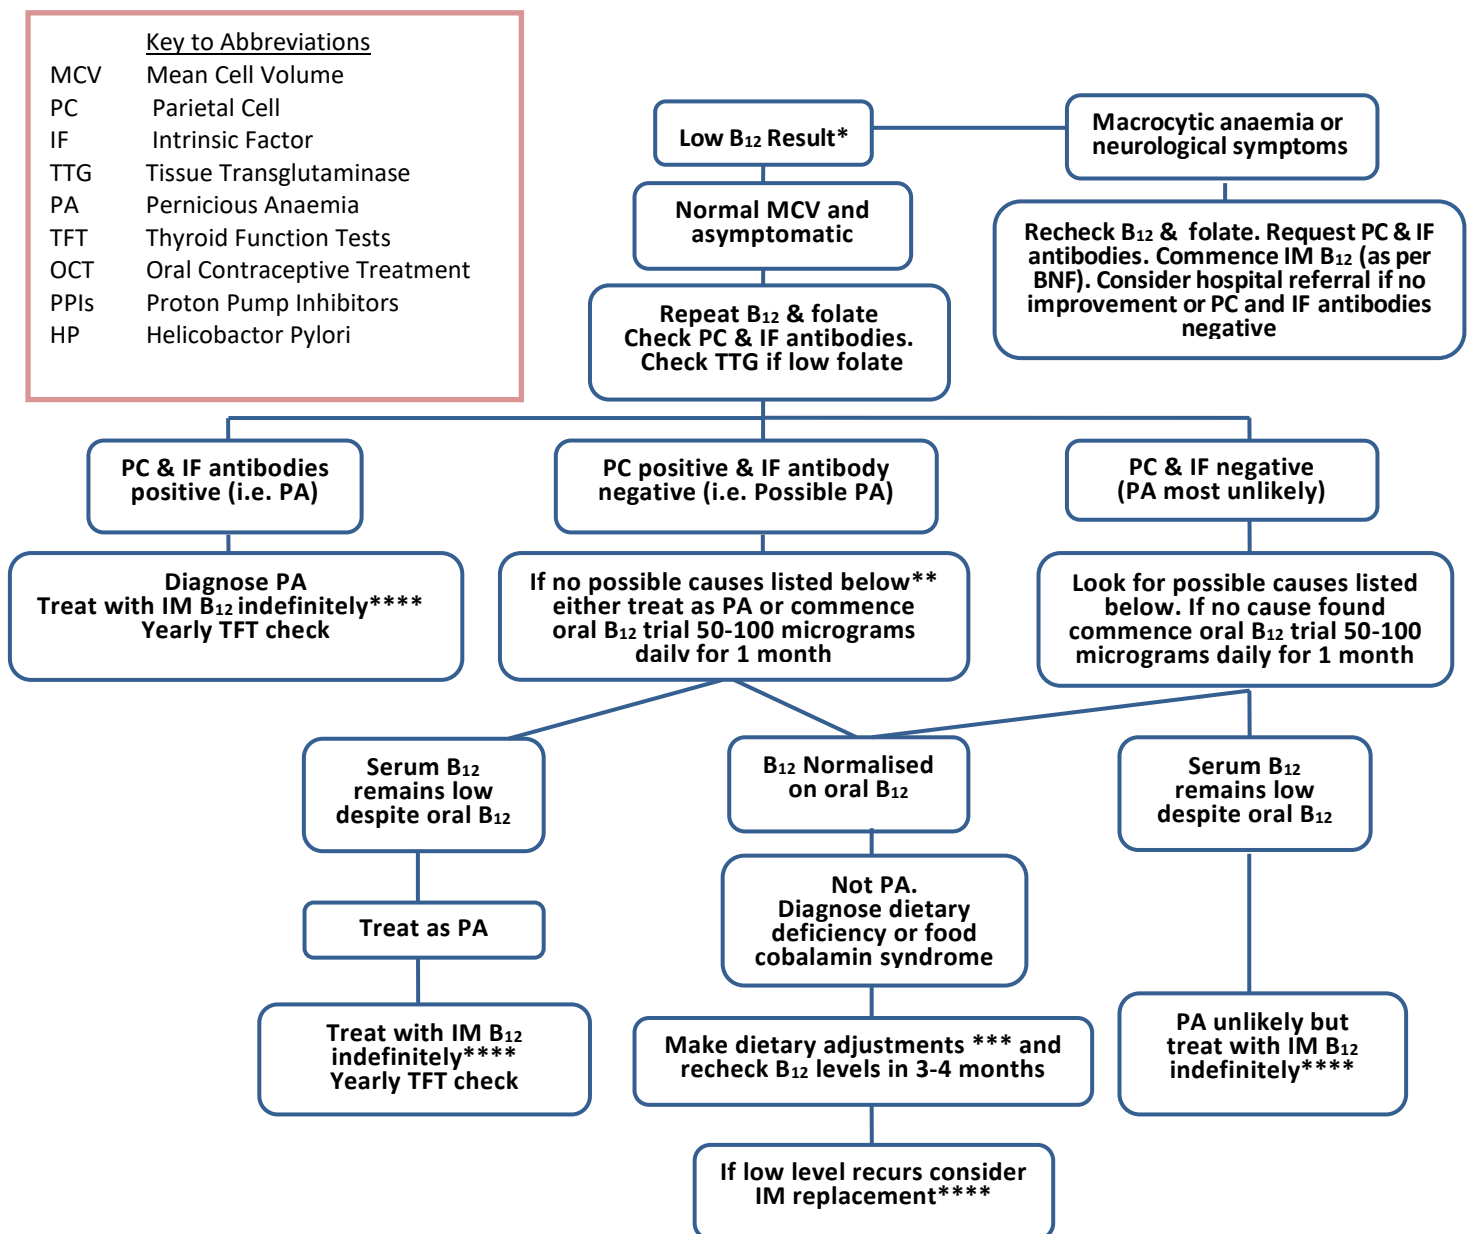 Key to Abbreviations
MCV Mean Cell Volume
PC Parietal Cell
IF Intrinsic Factor
TTG Tissue Transglutaminase
PA Pernicious Anaemia
TFT Thyroid Function Tests
OCT Oral Contraceptive Treatment
PPIs Proton Pump Inhibitors
HP Helicobactor Pylori
Low B12 Result*
Macrocytic anaemia or
neurological symptoms
Normal MCV and
asymptomatic
Recheck B12 & folate. Request PC & IF
antibodies. Commence IM B12 (as per
BNF). Consider hospital referral if no
improvement or PC and IF antibodies
negative
Repeat B12 & folate
Check PC & IF antibodies.
Check TTG if low folate
PC & IF antibodies
positive (i.e. PA)
PC positive & IF antibody
negative (i.e. Possible PA)
PC & IF negative
(PA most unlikely)
Diagnose PA
Treat with IM B12 indefinitely****
Yearly TFT check
If no possible causes listed below**
either treat as PA or commence
oral B12 trial 50-100 micrograms
daily for 1 month
Look for possible causes listed
below. If no cause found
commence oral B12 trial 50-100
micrograms daily for 1 month
Serum B12
remains low
despite oral B12
B12 Normalised
on oral B12
Serum B12
remains low
despite oral B12
Treat as PA
Not PA.
Diagnose dietary
deficiency or food
cobalamin syndrome
Treat with IM B12
indefinitely****
Yearly TFT check
Make dietary adjustments *** and
recheck B12 levels in 3-4 months
PA unlikely but
treat with IM B12
indefinitely****
If low level recurs consider
IM replacement****